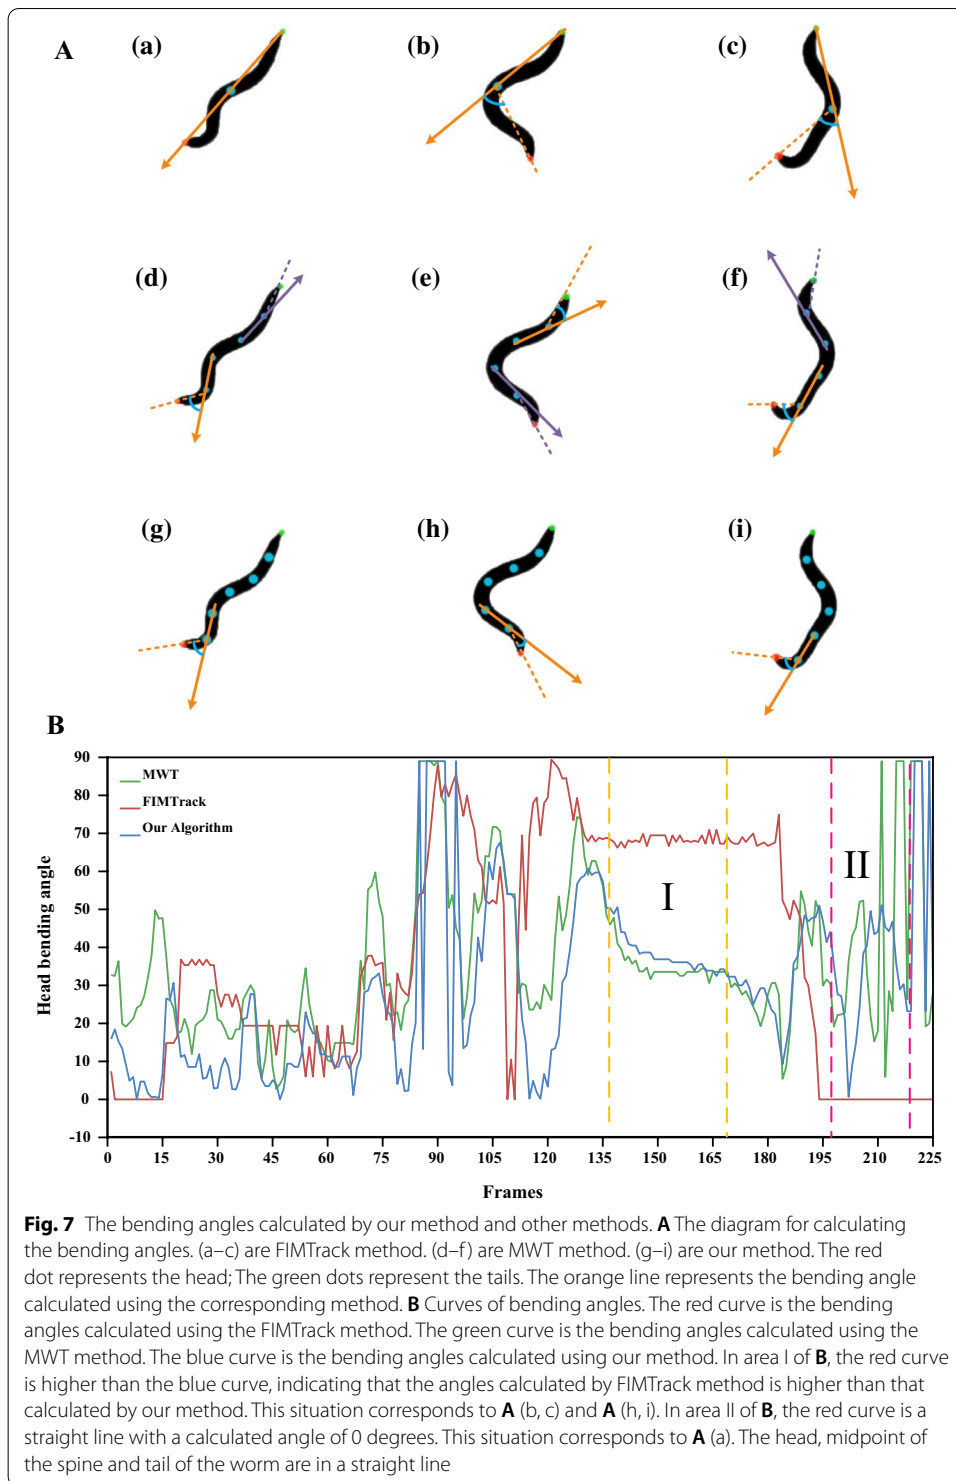 A
(a)
(b)
(c)
(d)
(e)
(f)
(g)
(h)
(i)
B
MWT
FIMTrack
Our Algorithm
Head bending angle
90
80
70
60
50
40
30
20
10
0
-10
I
II
0 15 30 45 60 75 90 105 120 135 150 165 180 195 210 225
Frames
Fig. 7 The bending angles calculated by our method and other methods. A The diagram for calculating
the bending angles. (a–c) are FIMTrack method. (d–f) are MWT method. (g–i) are our method. The red
dot represents the head; The green dots represent the tails. The orange line represents the bending angle
calculated using the corresponding method. B Curves of bending angles. The red curve is the bending
angles calculated using the FIMTrack method. The green curve is the bending angles calculated using the
MWT method. The blue curve is the bending angles calculated using our method. In area I of B, the red curve
is higher than the blue curve, indicating that the angles calculated by FIMTrack method is higher than that
calculated by our method. This situation corresponds to A (b, c) and A (h, i). In area II of B, the red curve is a
straight line with a calculated angle of 0 degrees. This situation corresponds to A (a). The head, midpoint of
the spine and tail of the worm are in a straight line